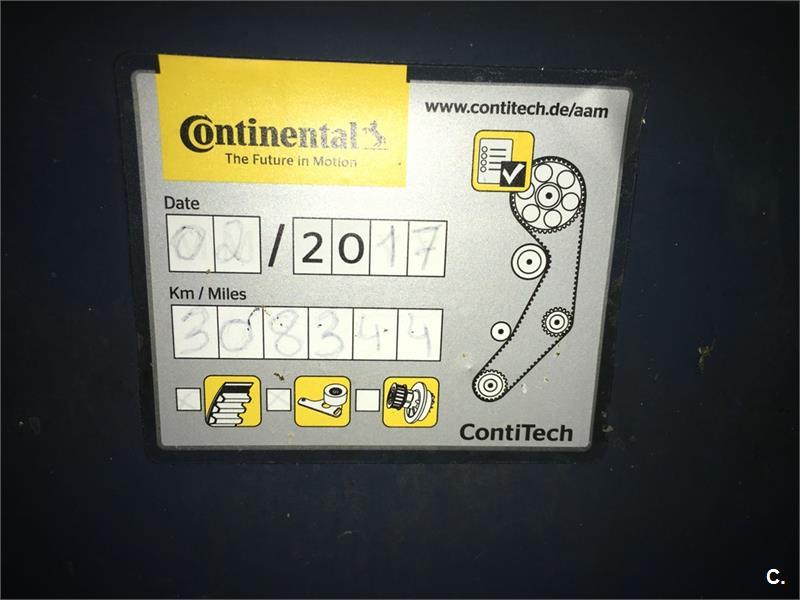 Continental
The Future in Motion
www.contitech.de/aam
Date
02/2017
Km / Miles
308344
ContiTech
C.